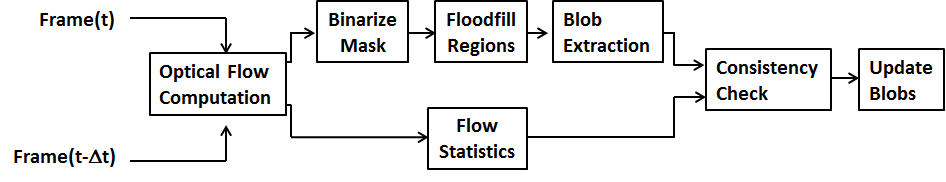 Frame(t)
Optical Flow
Computation
Frame(t-Δt)
Binarize
Mask
Floodfill
Regions
Blob
Extraction
Flow
Statistics
Consistency
Check
Update
Blobs